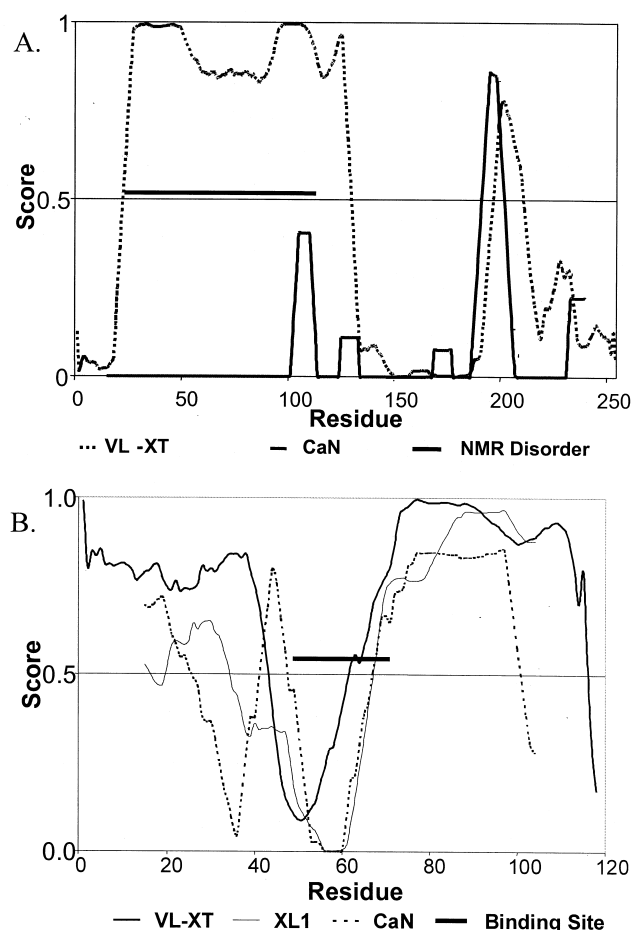 A.
1
0.5
0
Score
0 50 100 150 200 250
Residue
VL -XT CaN NMR Disorder
B.
1.0
0.5
0.0
Score
0 20 40 60 80 100 120
Residue
VL-XT XL1 CaN Binding Site